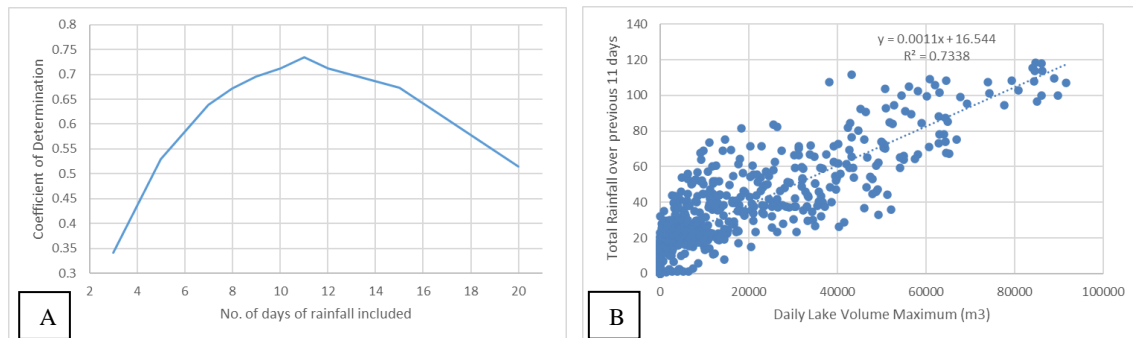 0.8
0.75
0.7
0.65
0.6
0.55
0.5
0.45
0.4
0.35
0.3
Coefficient of Determination
2 4 6 8 10 12 14 16 18 20
No. of days of rainfall included
A
140
120
100
80
60
40
20
0
Total Rainfall over previous 11 days
y = 0.0011x + 16.544
R² = 0.7338
0 20000 40000 60000 80000 100000
Daily Lake Volume Maximum (m3)
B